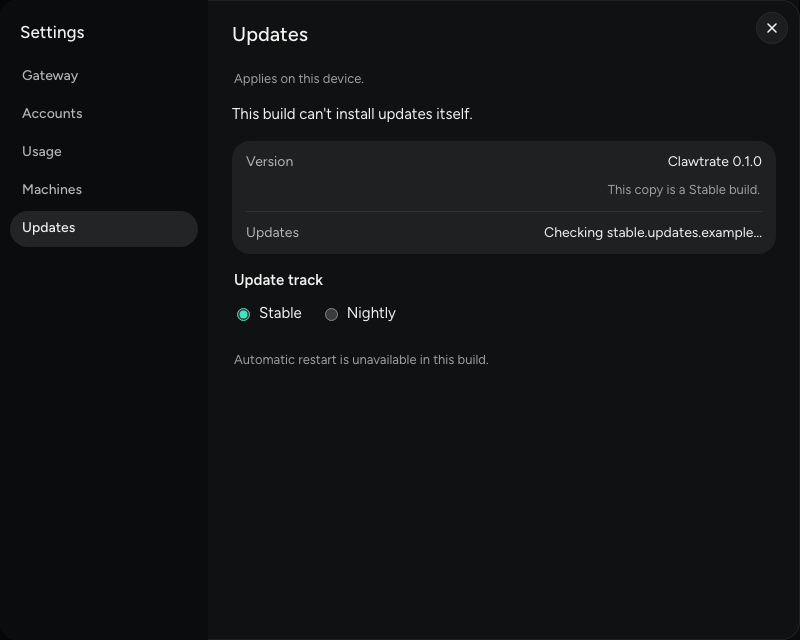 Settings
Gateway
Accounts
Usage
Machines
Updates
Updates
Applies on this device.
This build can't install updates itself.
Version
Clawtrate 0.1.0
This copy is a Stable build.
Updates
Checking stable.updates.example…
Update track
Stable
Nightly
Automatic restart is unavailable in this build.